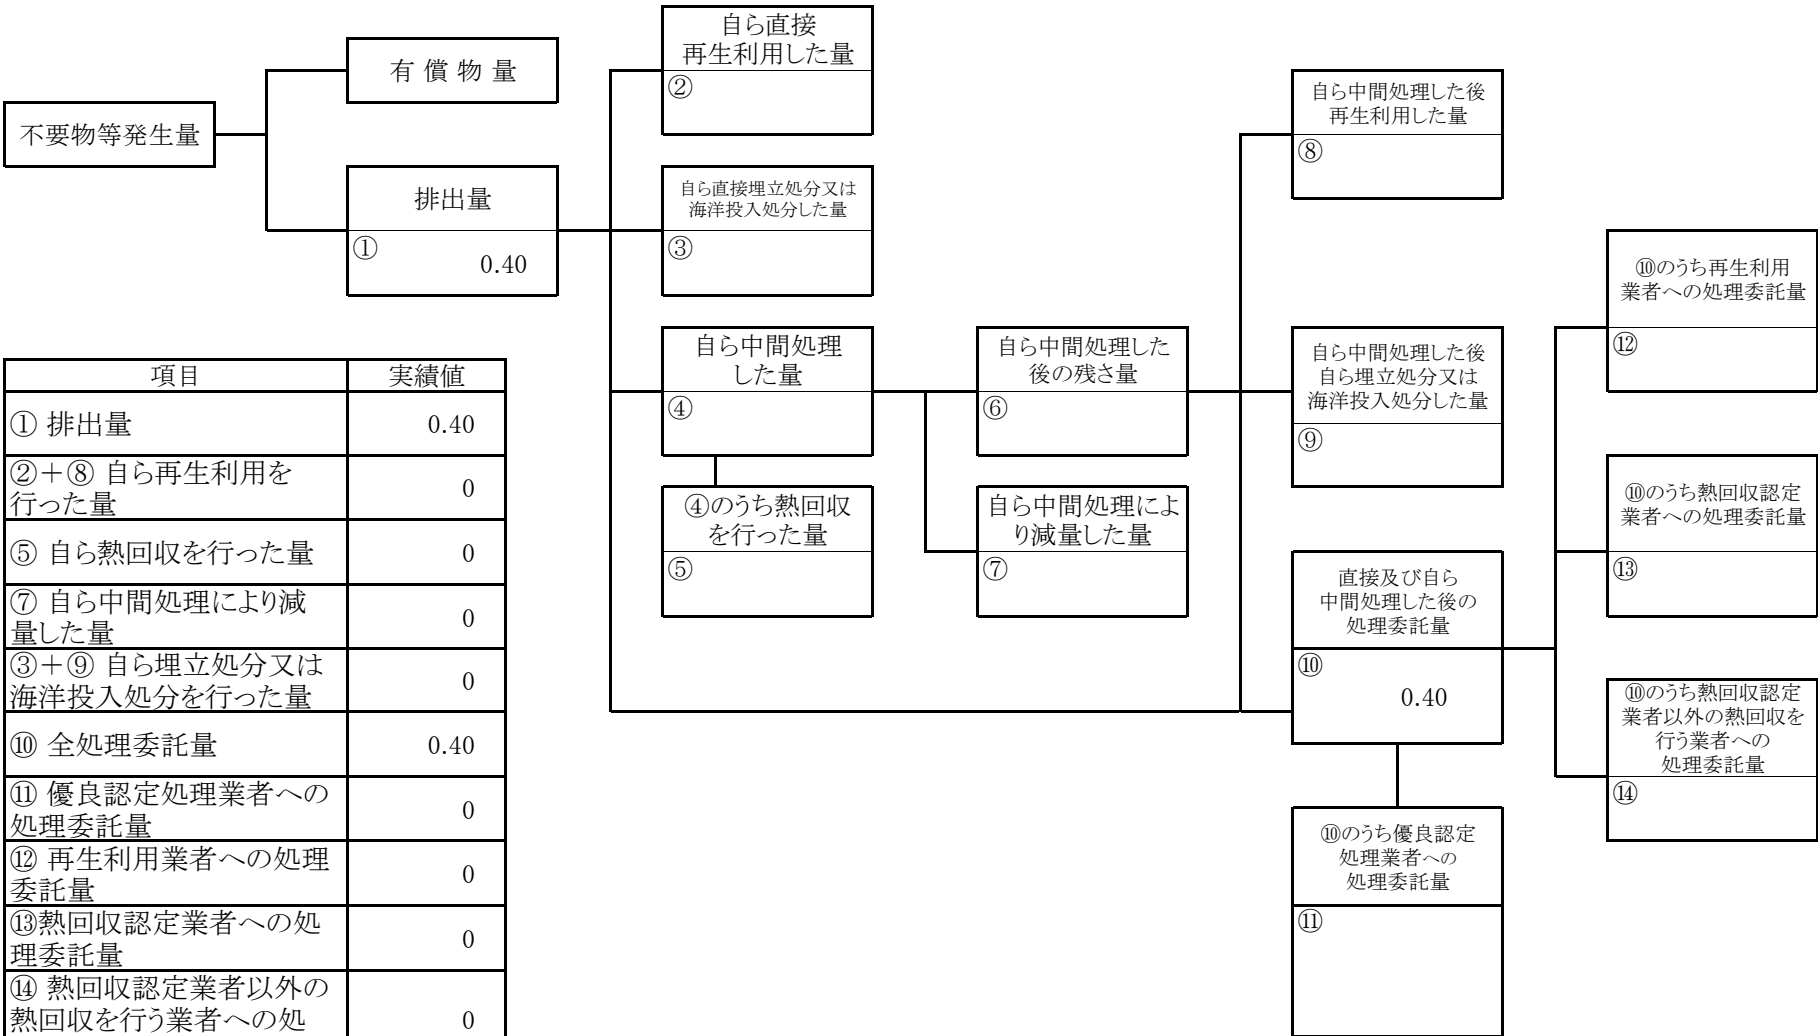 不要物等発生量
有償物量
排出量
①
0.40
自ら直接
再生利用した量
②
自ら直接埋立処分又は
海洋投入処分した量
③
自ら中間処理
した量
④
④のうち熱回収
を行った量
⑤
自ら中間処理した
後の残さ量
⑥
自ら中間処理によ
り減量した量
⑦
自ら中間処理した後
再生利用した量
⑧
自ら中間処理した後
自ら埋立処分又は
海洋投入処分した量
⑨
直接及び自ら
中間処理した後の
処理委託量
⑩
0.40
⑩のうち優良認定
処理業者への
処理委託量
⑪
⑩のうち再生利用
業者への処理委託量
⑫
⑩のうち熱回収認定
業者への処理委託量
⑬
⑩のうち熱回収認定
業者以外の熱回収を
行う業者への
処理委託量
⑭
項目 実績値
① 排出量 0.40
②＋⑧ 自ら再生利用を
行った量 0
⑤ 自ら熱回収を行った量 0
⑦ 自ら中間処理により減
量した量 0
③＋⑨ 自ら埋立処分又は
海洋投入処分を行った量 0
⑩ 全処理委託量 0.40
⑪ 優良認定処理業者への
処理委託量 0
⑫ 再生利用業者への処理
委託量 0
⑬熱回収認定業者への処
理委託量 0
⑭ 熱回収認定業者以外の
熱回収を行う業者への処 0